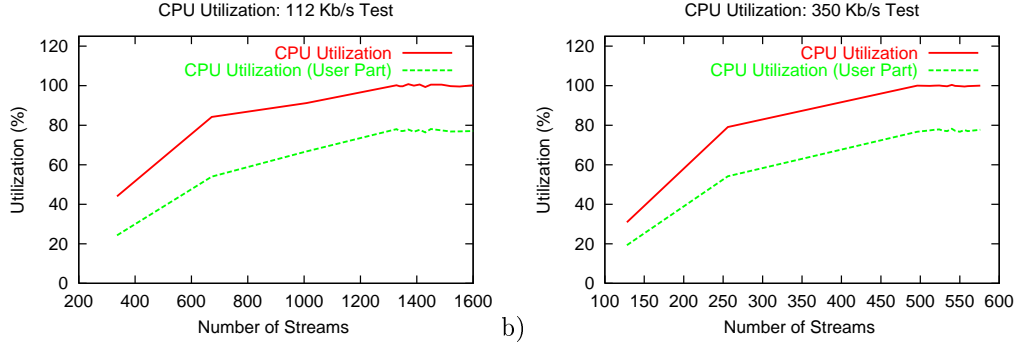 CPU Utilization: 112 Kb/s Test
CPU Utilization
CPU Utilization (User Part)
Utilization (%)
120
100
80
60
40
20
0
200 400 600 800 1000 1200 1400 1600
Number of Streams
b)
CPU Utilization: 350 Kb/s Test
CPU Utilization
CPU Utilization (User Part)
Utilization (%)
120
100
80
60
40
20
0
100 150 200 250 300 350 400 450 500 550 600
Number of Streams